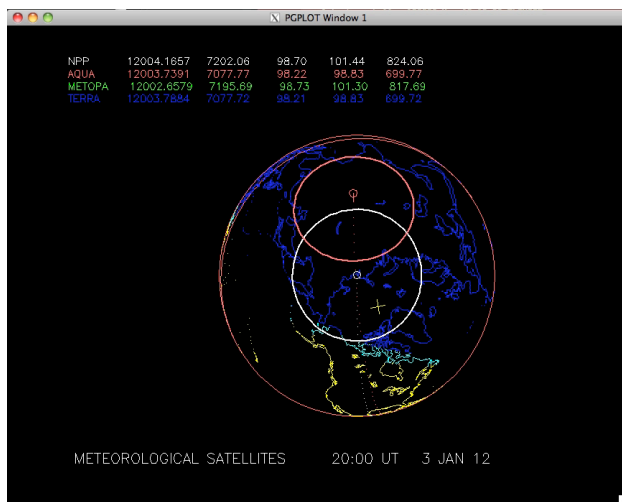 PGPLOT Window 1
NPP 12004.1657 7202.06 98.70 101.44 824.06
AQUA 12003.7391 7077.77 98.22 98.83 699.77
METOPA 12002.6579 7195.69 98.73 101.30 817.69
TERRA 12003.7884 7077.72 98.21 98.83 699.72
METEOROLOGICAL SATELLITES 20:00 UT 3 JAN 12